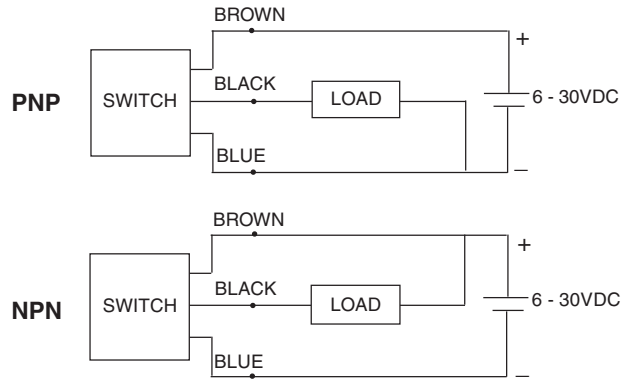 BROWN
+
PNP
SWITCH
BLACK
LOAD
6 - 30VDC
BLUE
–
BROWN
+
NPN
SWITCH
BLACK
LOAD
6 - 30VDC
BLUE
–